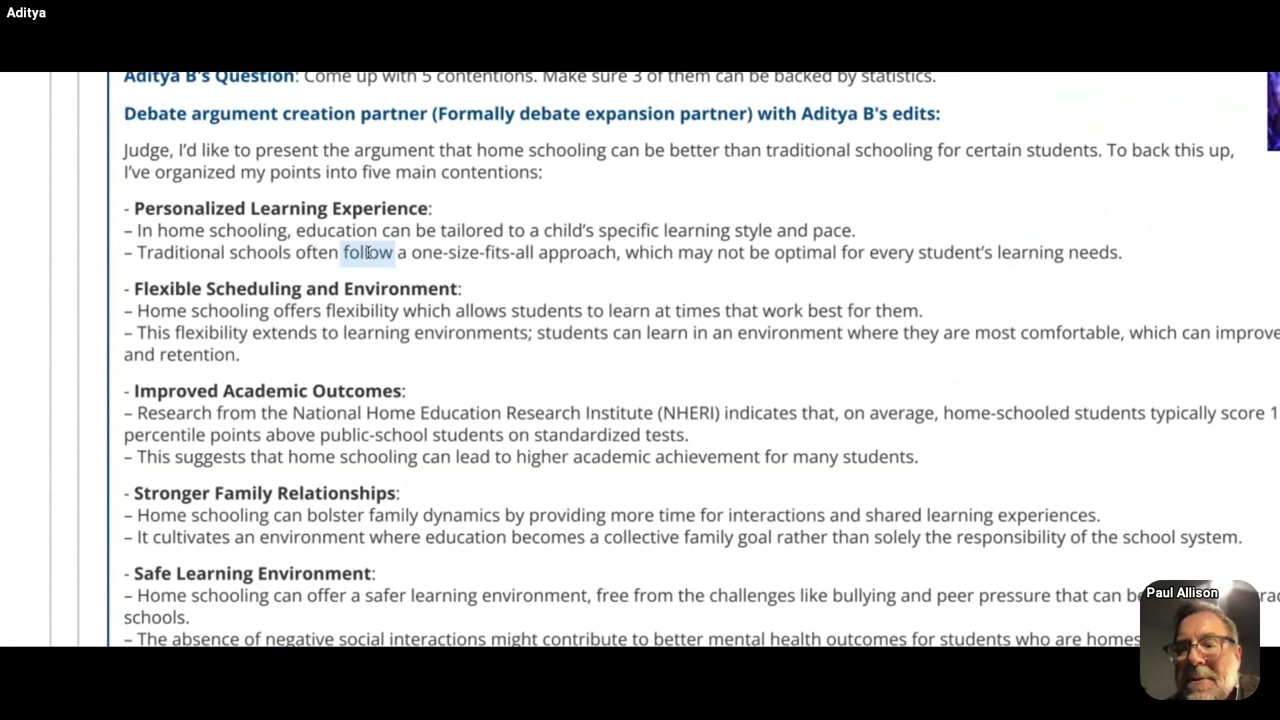 Aditya
Aditya B's Question: Come up with 5 contentions. Make sure 3 of them can be backed by statistics.
Debate argument creation partner (Formally debate expansion partner) with Aditya B's edits:
Judge, I'd like to present the argument that home schooling can be better than traditional schooling for certain students. To back this up,
I've organized my points into five main contentions:
- Personalized Learning Experience:
– In home schooling, education can be tailored to a child's specific learning style and pace.
– Traditional schools often follow a one-size-fits-all approach, which may not be optimal for every student's learning needs.
- Flexible Scheduling and Environment:
– Home schooling offers flexibility which allows students to learn at times that work best for them.
– This flexibility extends to learning environments; students can learn in an environment where they are most comfortable, which can improve
and retention.
- Improved Academic Outcomes:
– Research from the National Home Education Research Institute (NHERI) indicates that, on average, home-schooled students typically score 1
percentile points above public-school students on standardized tests.
– This suggests that home schooling can lead to higher academic achievement for many students.
- Stronger Family Relationships:
– Home schooling can bolster family dynamics by providing more time for interactions and shared learning experiences.
– It cultivates an environment where education becomes a collective family goal rather than solely the responsibility of the school system.
- Safe Learning Environment:
– Home schooling can offer a safer learning environment, free from the challenges like bullying and peer pressure that can
schools.
– The absence of negative social interactions might contribute to better mental health outcomes for students who are
Paul Allison